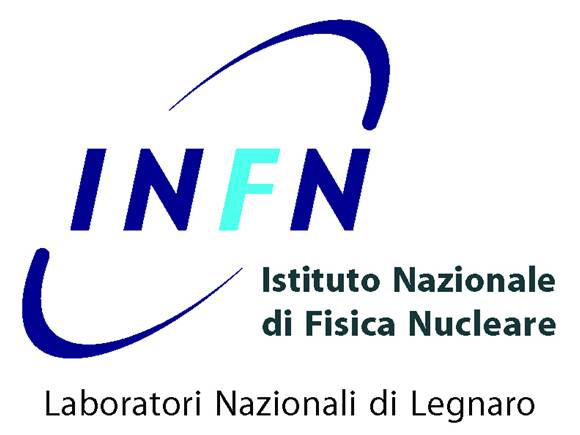 INFN
Istituto Nazionale
di Fisica Nucleare
Laboratori Nazionali di Legnaro